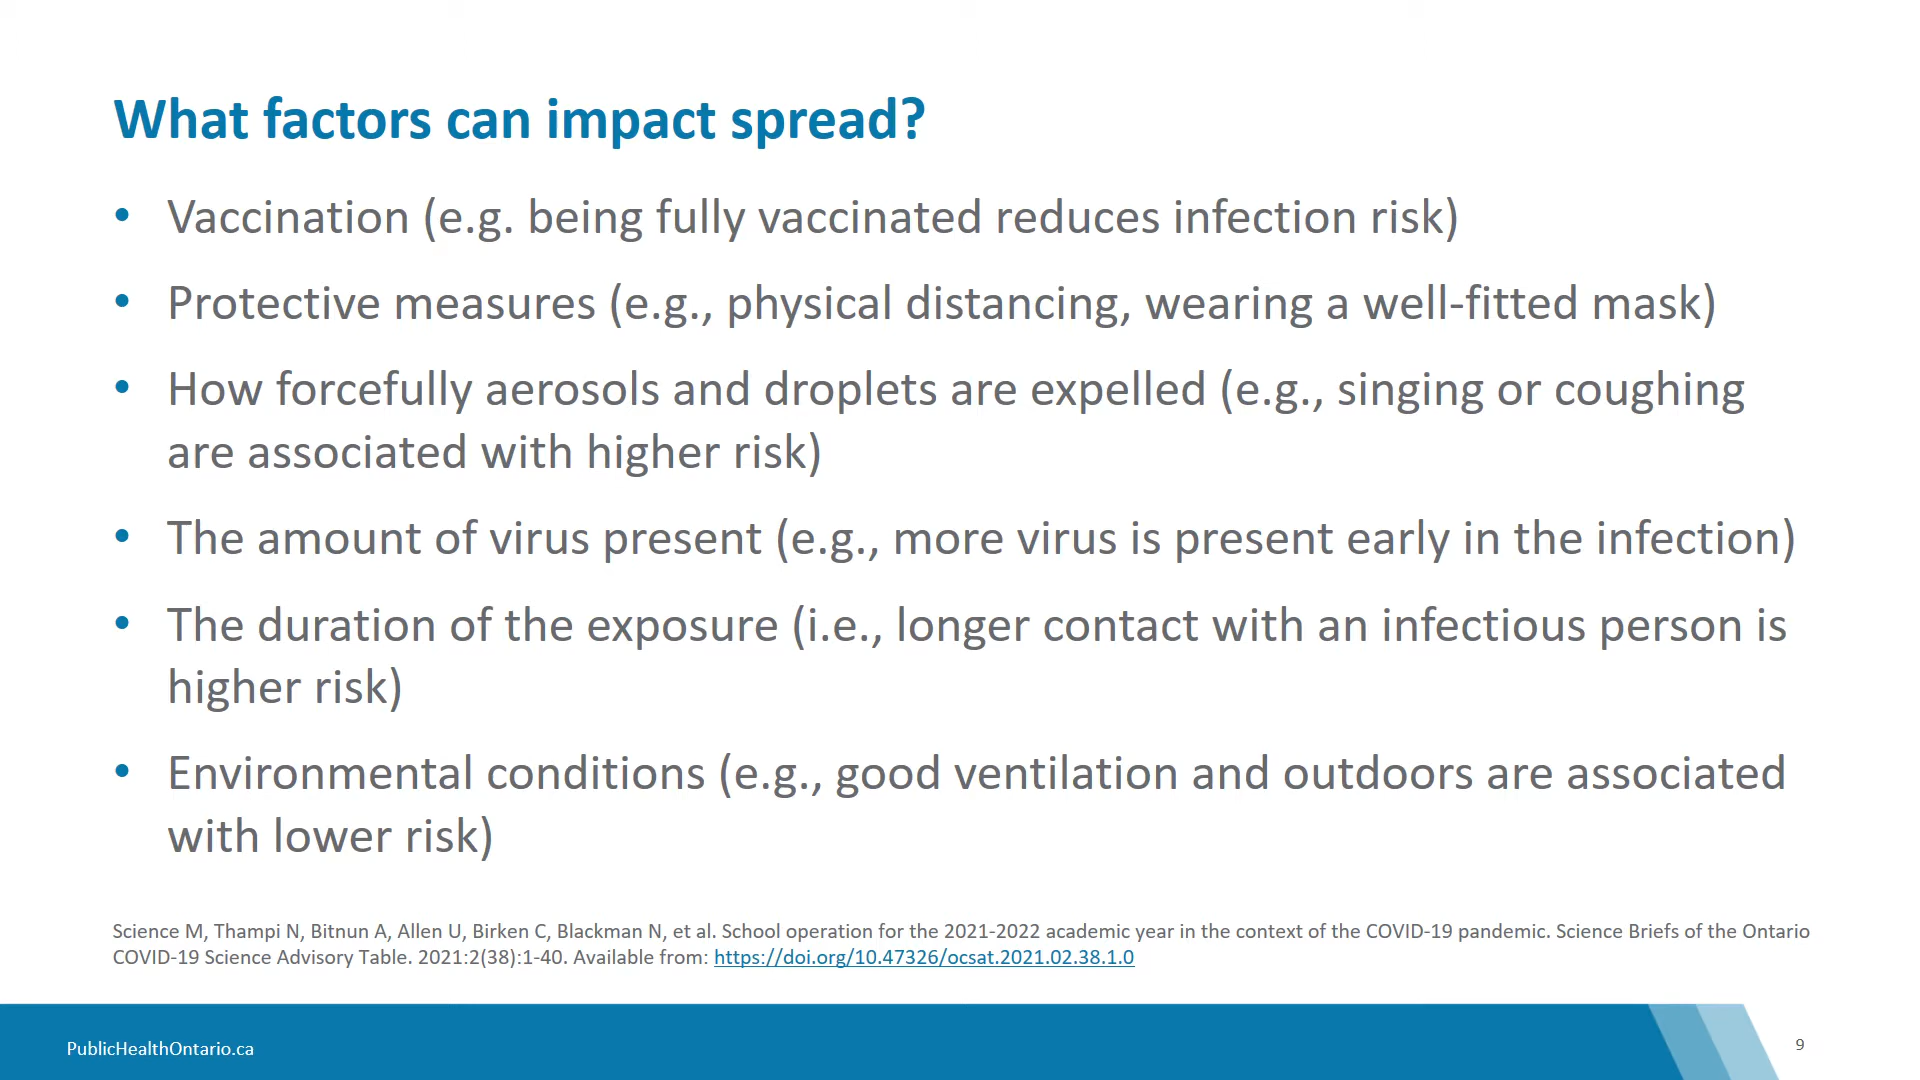 What factors can impact spread?
• Vaccination (e.g. being fully vaccinated reduces infection risk)
• Protective measures (e.g., physical distancing, wearing a well-fitted mask)
• How forcefully aerosols and droplets are expelled (e.g., singing or coughing
are associated with higher risk)
• The amount of virus present (e.g., more virus is present early in the infection)
• The duration of the exposure (i.e., longer contact with an infectious person is
higher risk)
• Environmental conditions (e.g., good ventilation and outdoors are associated
with lower risk)
Science M, Thampi N, Bitnun A, Allen U, Birken C, Blackman N, et al. School operation for the 2021-2022 academic year in the context of the COVID-19 pandemic. Science Briefs of the Ontario
COVID-19 Science Advisory Table. 2021:2(38):1-40. Available from: https://doi.org/10.47326/ocsat.2021.02.38.1.0
PublicHealthOntario.ca
9